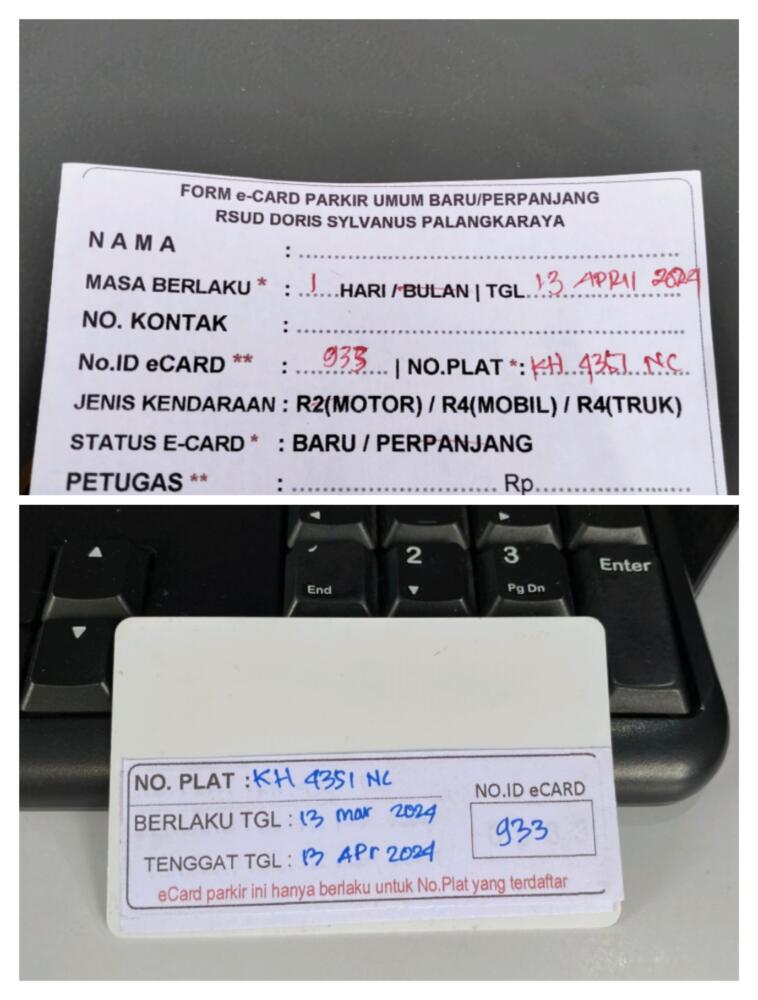 FORM e-CARD PARKIR UMUM BARU/PERPANJANG
RSUD DORIS SYLVANUS PALANGKARAYA
NAMA : ................................
MASA BERLAKU * : 1 HARI / BULAN | TGL 13 APRIL 2024
NO. KONTAK : ................................
No.ID eCARD ** : 933 | NO.PLAT *: KH 4351 NC
JENIS KENDARAAN : R2(MOTOR) / R4(MOBIL) / R4(TRUK)
STATUS E-CARD * : BARU / PERPANJANG
PETUGAS ** : ................ Rp................
2
3
Enter
End
Pg Dn
NO. PLAT : KH 4351 NC
NO.ID eCARD
BERLAKU TGL : 13 mar 2024
933
TENGGAT TGL : 13 APr 2024
eCard parkir ini hanya berlaku untuk No.Plat yang terdaftar